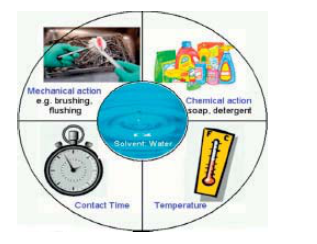 Mechanical action
e.g. brushing,
flushing
Chemical action
soap, detergent
Solvent: Water
Contact Time
Temperature
F C